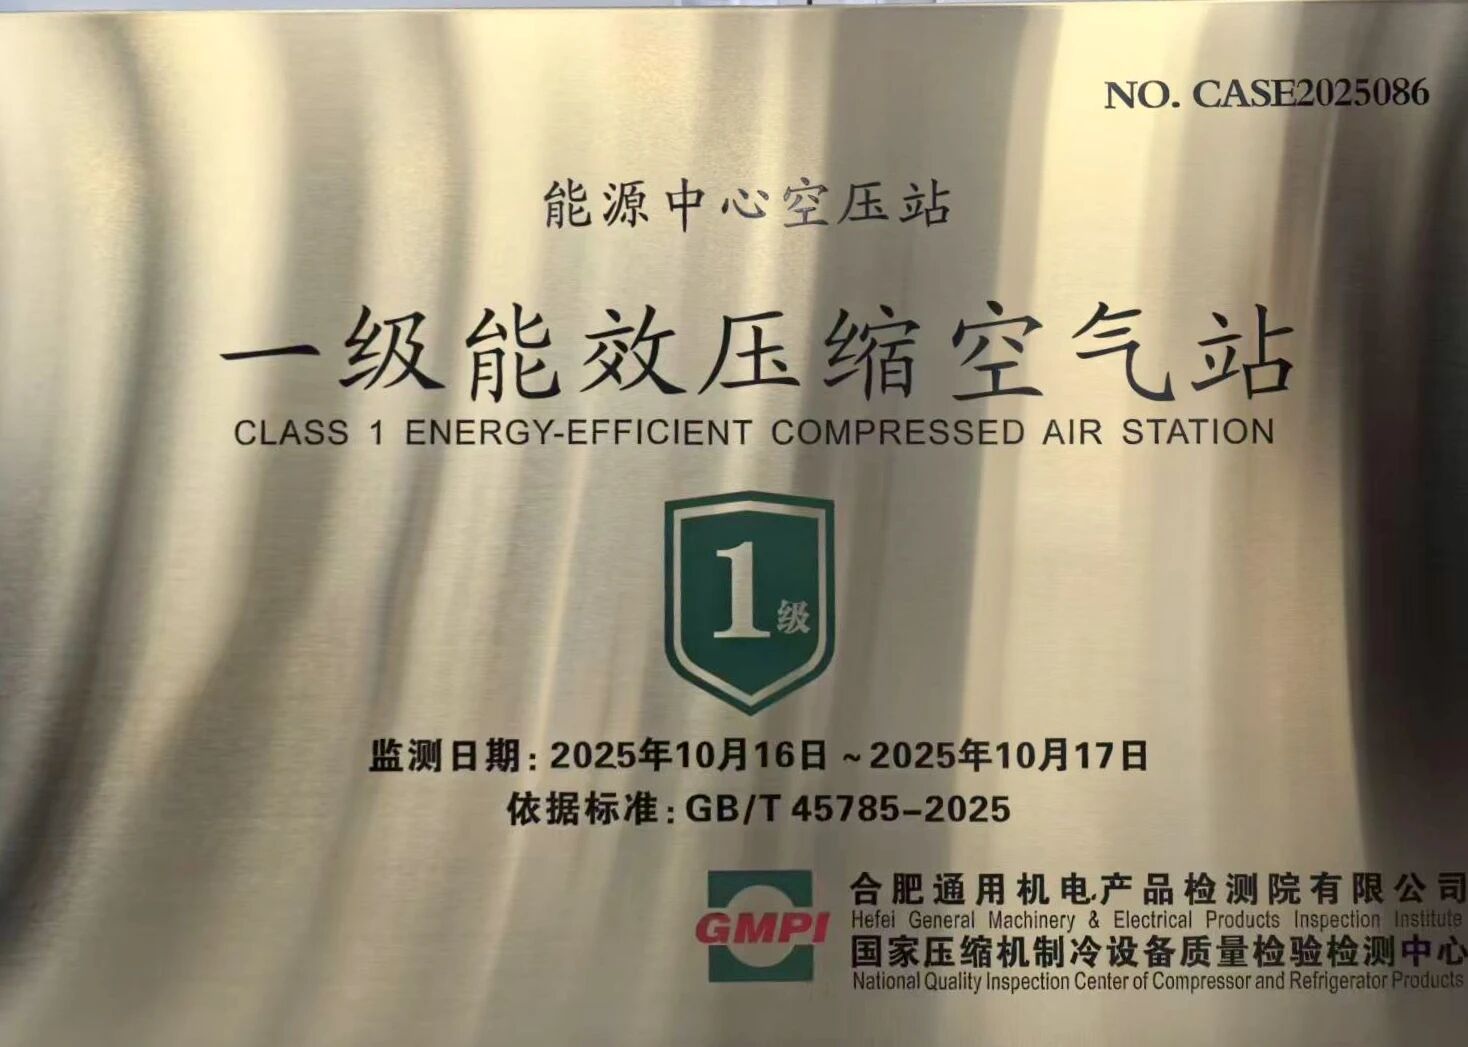 NO. CASE2025086
能源中心空压站
一级能效压缩空气站
CLASS 1 ENERGY-EFFICIENT COMPRESSED AIR STATION
1级
监测日期：2025年10月16日～2025年10月17日
依据标准：GB/T 45785-2025
GMPI
合肥通用机电产品检测院有限公司
Hefei General Machinery & Electrical Products Inspection Institute
国家压缩机制冷设备质量检验检测中心
National Quality Inspection Center of Compressor and Refrigerator Products